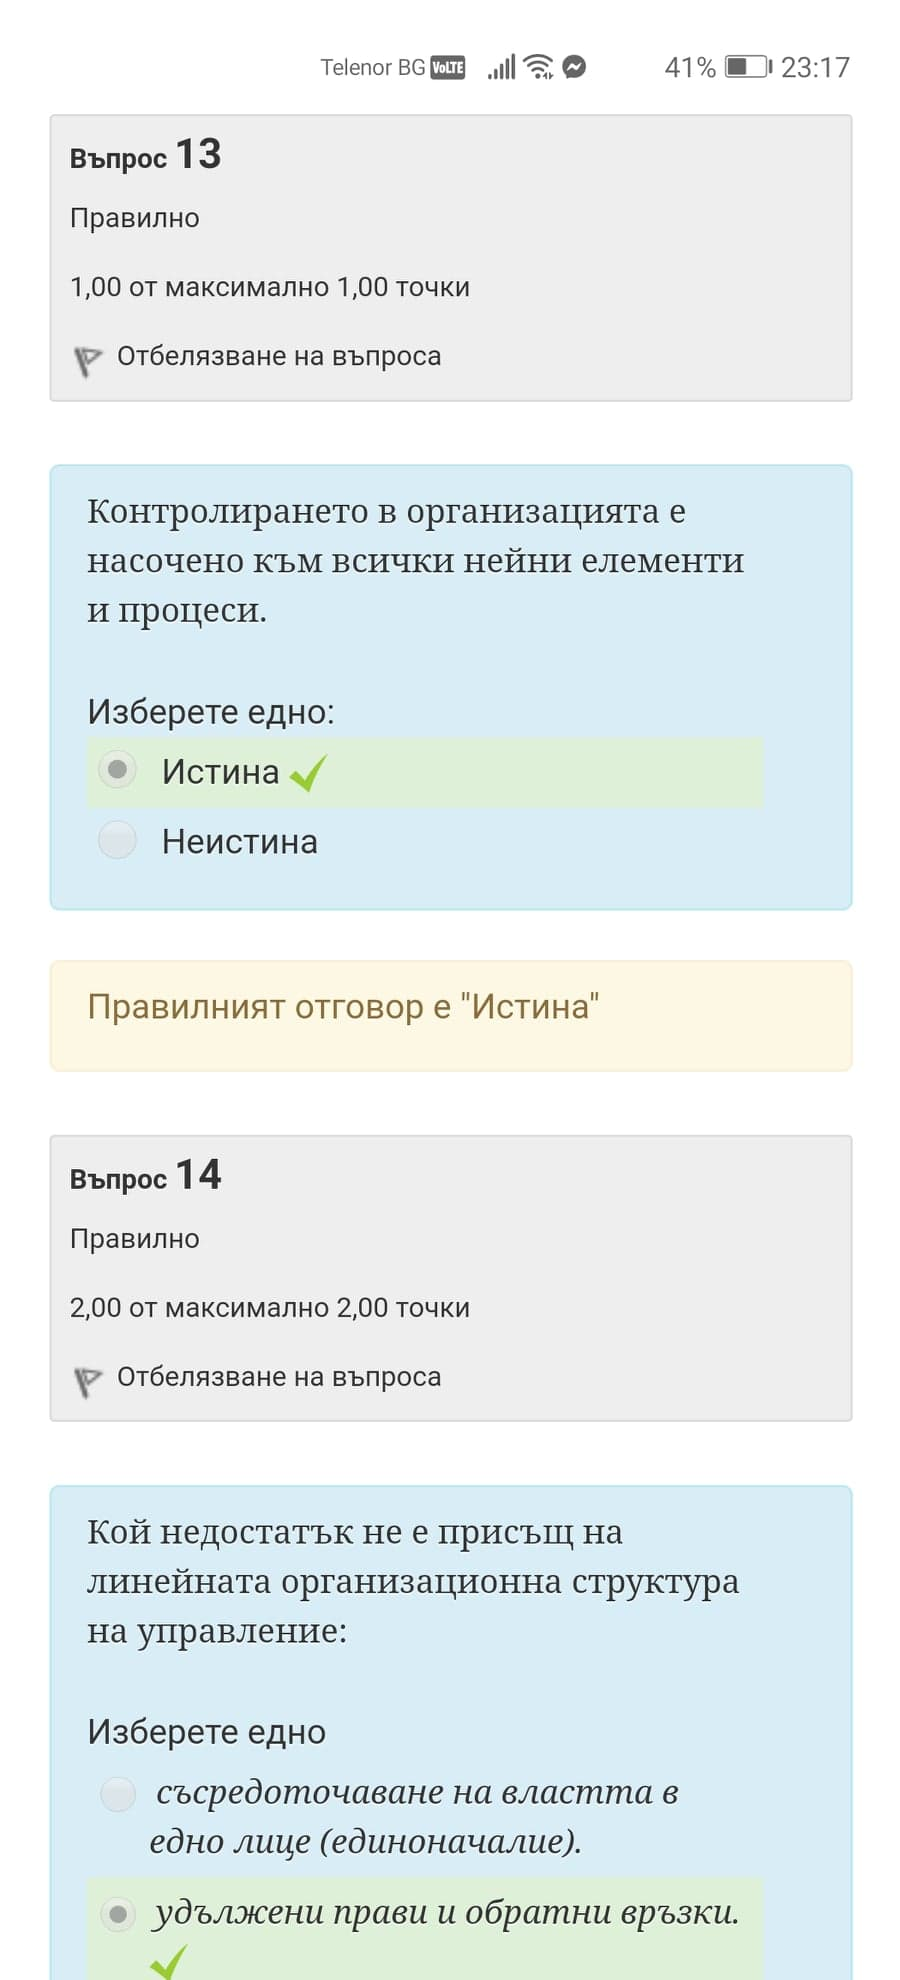 Telenor BG VoLTE 41% 23:17
Въпрос 13
Правилно
1,00 от максимално 1,00 точки
Отбелязване на въпроса
Контролирането в организацията е
насочено към всички нейни елементи
и процеси.
Изберете едно:
Истина
Неистина
Правилният отговор е "Истина"
Въпрос 14
Правилно
2,00 от максимално 2,00 точки
Отбелязване на въпроса
Кой недостатък не е присъщ на
линейната организационна структура
на управление:
Изберете едно
съсредоточаване на властта в
едно лице (единоначалие).
удължени прави и обратни връзки.